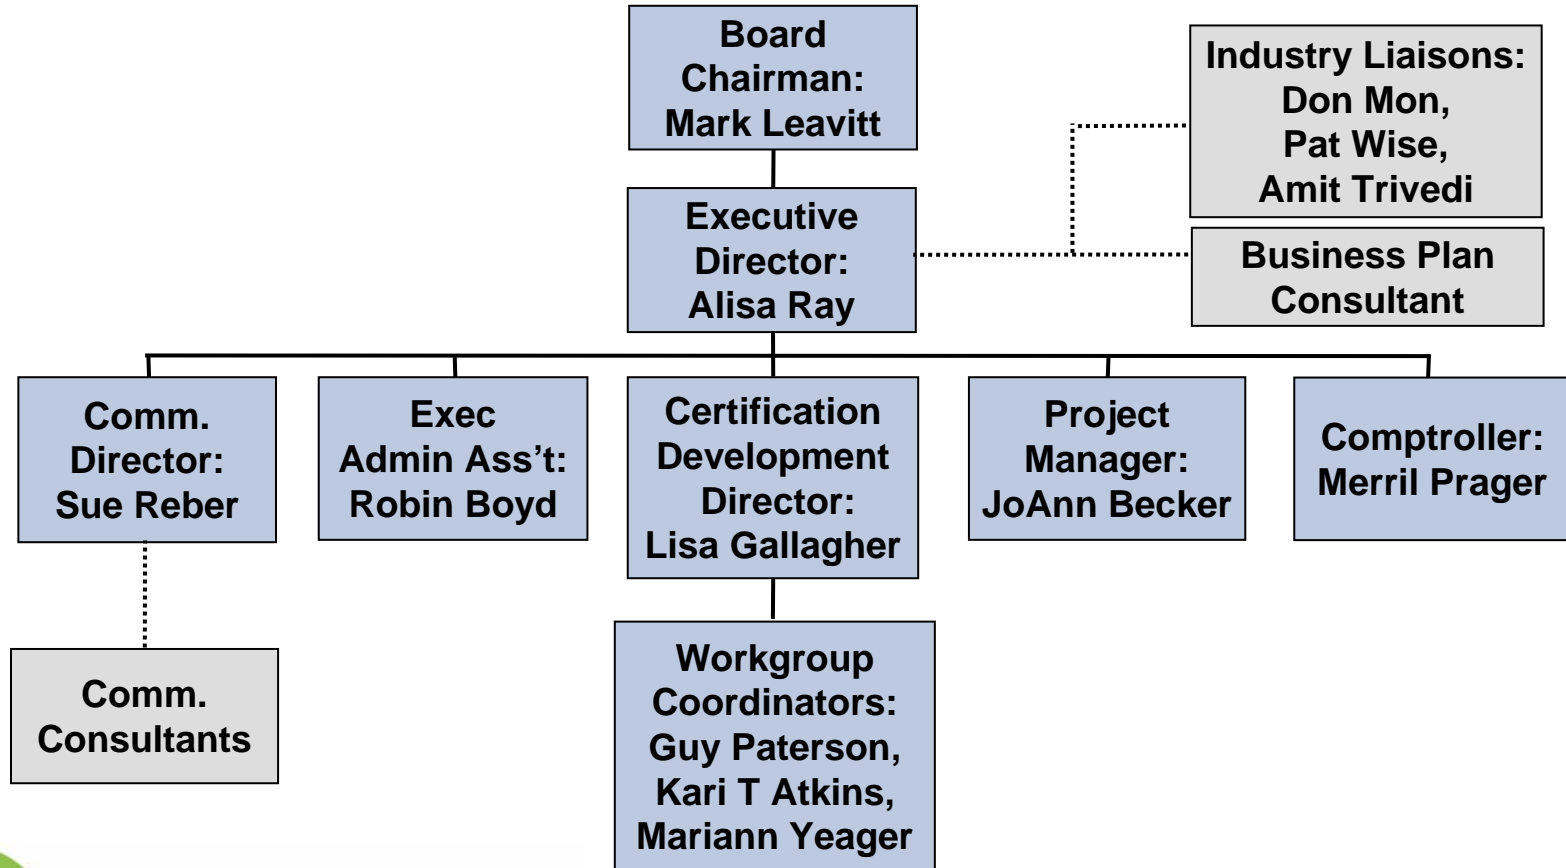 Board
Chairman:
Mark Leavitt
Industry Liaisons:
Don Mon,
Pat Wise,
Amit Trivedi
Executive
Director:
Alisa Ray
Business Plan
Consultant
Comm.
Director:
Sue Reber
Exec
Admin Ass’t:
Robin Boyd
Certification
Development
Director:
Lisa Gallagher
Project
Manager:
JoAnn Becker
Comptroller:
Merril Prager
Comm.
Consultants
Workgroup
Coordinators:
Guy Paterson,
Kari T Atkins,
Mariann Yeager